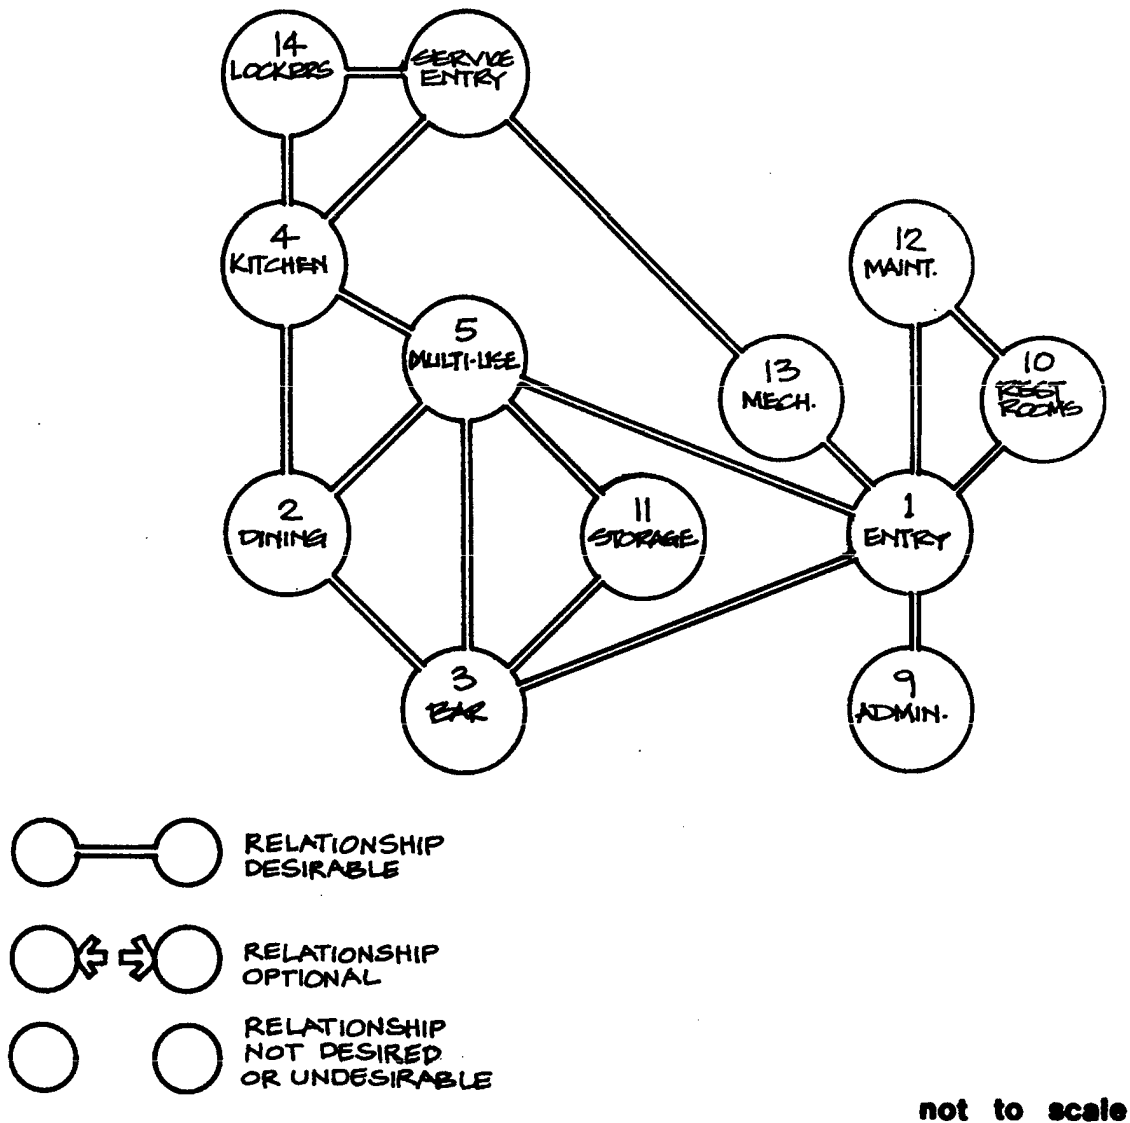 14
LOCKERS
SERVICE
ENTRY
4
KITCHEN
12
MAINT.
5
MULTI-USE
13
MECH.
10
REST
ROOMS
2
DINING
11
STORAGE
1
ENTRY
3
BAR
9
ADMIN.
RELATIONSHIP
DESIRABLE
RELATIONSHIP
OPTIONAL
RELATIONSHIP
NOT DESIRED
OR UNDESIRABLE
not to scale